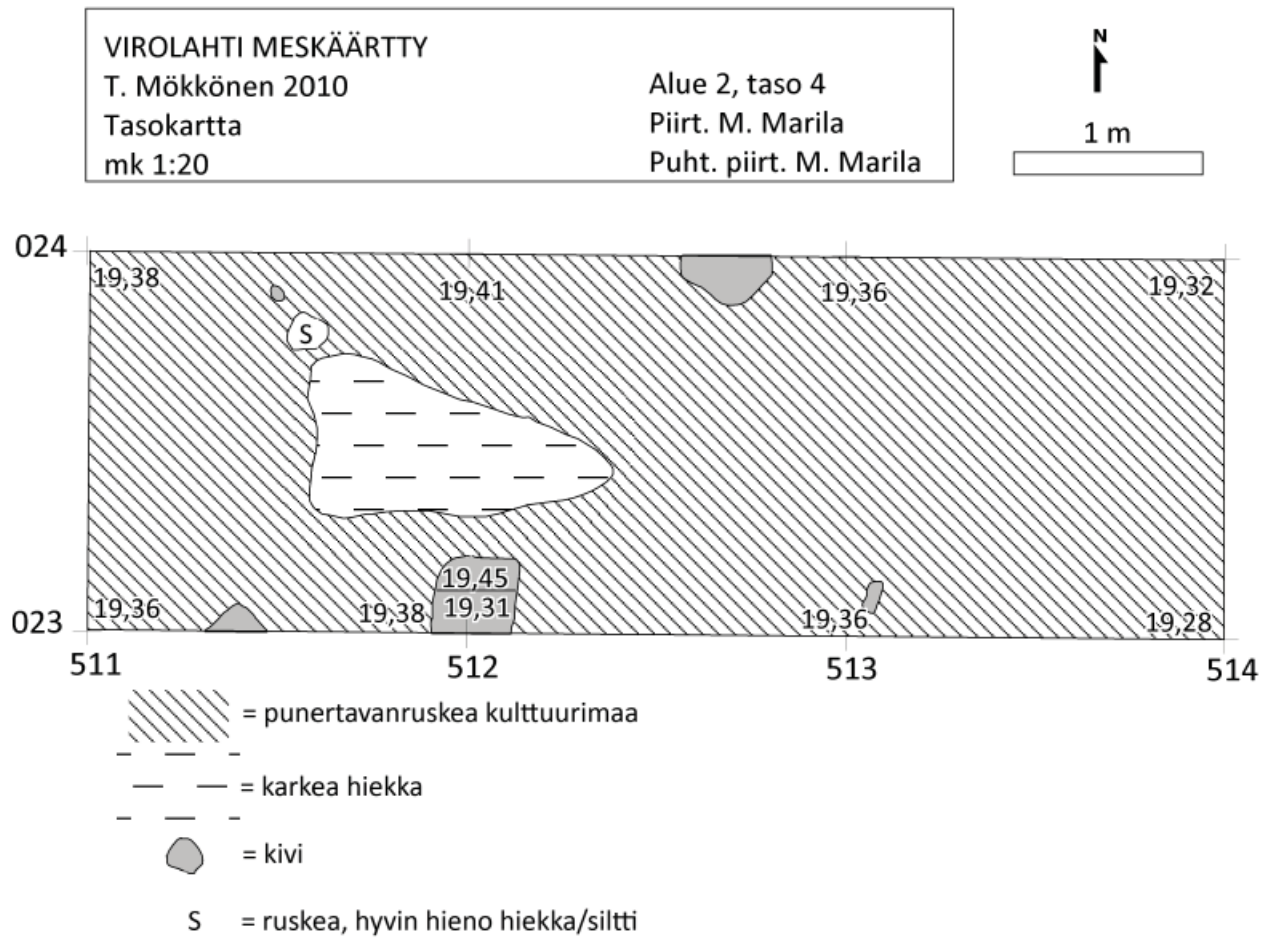 VIROLAHTI MESKÄÄRTTY
T. Mökkönen 2010
Tasokartta
mk 1:20
Alue 2, taso 4
Piirt. M. Marila
Puht. piirt. M. Marila
N
1 m
024
19,38
19,41
19,36
19,32
S
19,45
19,31
19,36
19,38
19,36
19,28
023
511
512
513
514
= punertavanruskea kulttuurimaa
= karkea hiekka
= kivi
S = ruskea, hyvin hieno hiekka/siltti